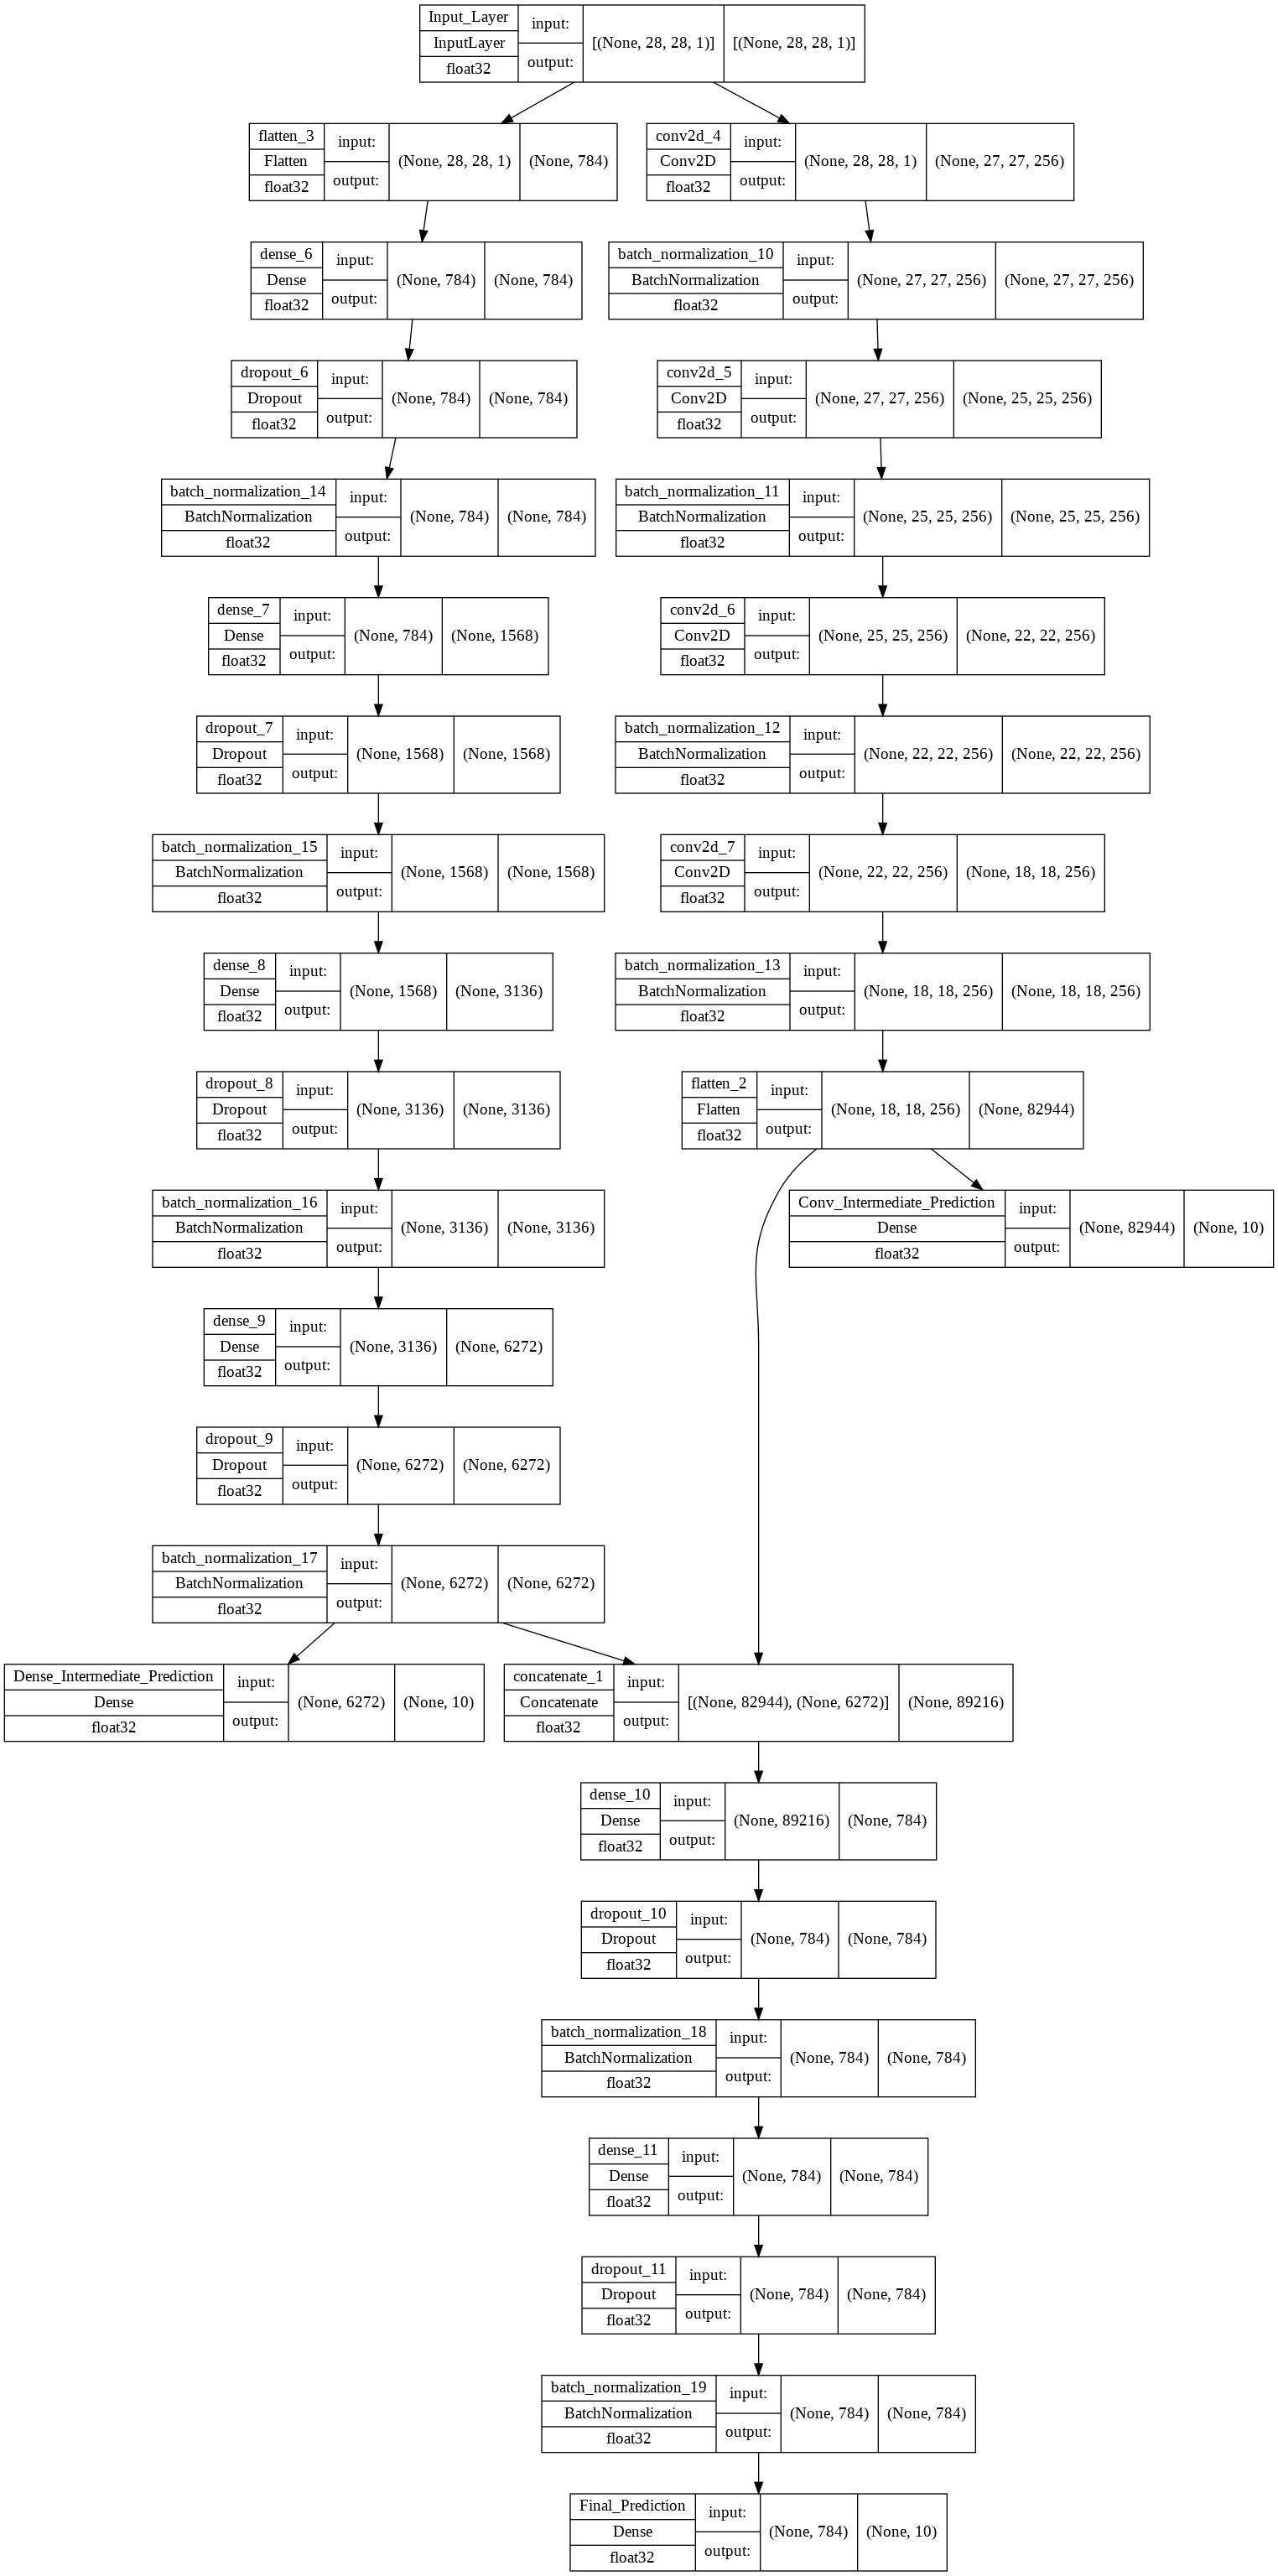 Input_Layer
InputLayer
float32
input:
output:
[(None, 28, 28, 1)]
[(None, 28, 28, 1)]
flatten_3
Flatten
float32
input:
output:
(None, 28, 28, 1)
(None, 784)
conv2d_4
Conv2D
float32
input:
output:
(None, 28, 28, 1)
(None, 27, 27, 256)
dense_6
Dense
float32
input:
output:
(None, 784)
(None, 784)
batch_normalization_10
BatchNormalization
float32
input:
output:
(None, 27, 27, 256)
(None, 27, 27, 256)
dropout_6
Dropout
float32
input:
output:
(None, 784)
(None, 784)
conv2d_5
Conv2D
float32
input:
output:
(None, 27, 27, 256)
(None, 25, 25, 256)
batch_normalization_14
BatchNormalization
float32
input:
output:
(None, 784)
(None, 784)
batch_normalization_11
BatchNormalization
float32
input:
output:
(None, 25, 25, 256)
(None, 25, 25, 256)
dense_7
Dense
float32
input:
output:
(None, 784)
(None, 1568)
conv2d_6
Conv2D
float32
input:
output:
(None, 25, 25, 256)
(None, 22, 22, 256)
dropout_7
Dropout
float32
input:
output:
(None, 1568)
(None, 1568)
batch_normalization_12
BatchNormalization
float32
input:
output:
(None, 22, 22, 256)
(None, 22, 22, 256)
batch_normalization_15
BatchNormalization
float32
input:
output:
(None, 1568)
(None, 1568)
conv2d_7
Conv2D
float32
input:
output:
(None, 22, 22, 256)
(None, 18, 18, 256)
dense_8
Dense
float32
input:
output:
(None, 1568)
(None, 3136)
batch_normalization_13
BatchNormalization
float32
input:
output:
(None, 18, 18, 256)
(None, 18, 18, 256)
dropout_8
Dropout
float32
input:
output:
(None, 3136)
(None, 3136)
flatten_2
Flatten
float32
input:
output:
(None, 18, 18, 256)
(None, 82944)
batch_normalization_16
BatchNormalization
float32
input:
output:
(None, 3136)
(None, 3136)
Conv_Intermediate_Prediction
Dense
float32
input:
output:
(None, 82944)
(None, 10)
dense_9
Dense
float32
input:
output:
(None, 3136)
(None, 6272)
dropout_9
Dropout
float32
input:
output:
(None, 6272)
(None, 6272)
batch_normalization_17
BatchNormalization
float32
input:
output:
(None, 6272)
(None, 6272)
Dense_Intermediate_Prediction
Dense
float32
input:
output:
(None, 6272)
(None, 10)
concatenate_1
Concatenate
float32
input:
output:
[(None, 82944), (None, 6272)]
(None, 89216)
dense_10
Dense
float32
input:
output:
(None, 89216)
(None, 784)
dropout_10
Dropout
float32
input:
output:
(None, 784)
(None, 784)
batch_normalization_18
BatchNormalization
float32
input:
output:
(None, 784)
(None, 784)
dense_11
Dense
float32
input:
output:
(None, 784)
(None, 784)
dropout_11
Dropout
float32
input:
output:
(None, 784)
(None, 784)
batch_normalization_19
BatchNormalization
float32
input:
output:
(None, 784)
(None, 784)
Final_Prediction
Dense
float32
input:
output:
(None, 784)
(None, 10)